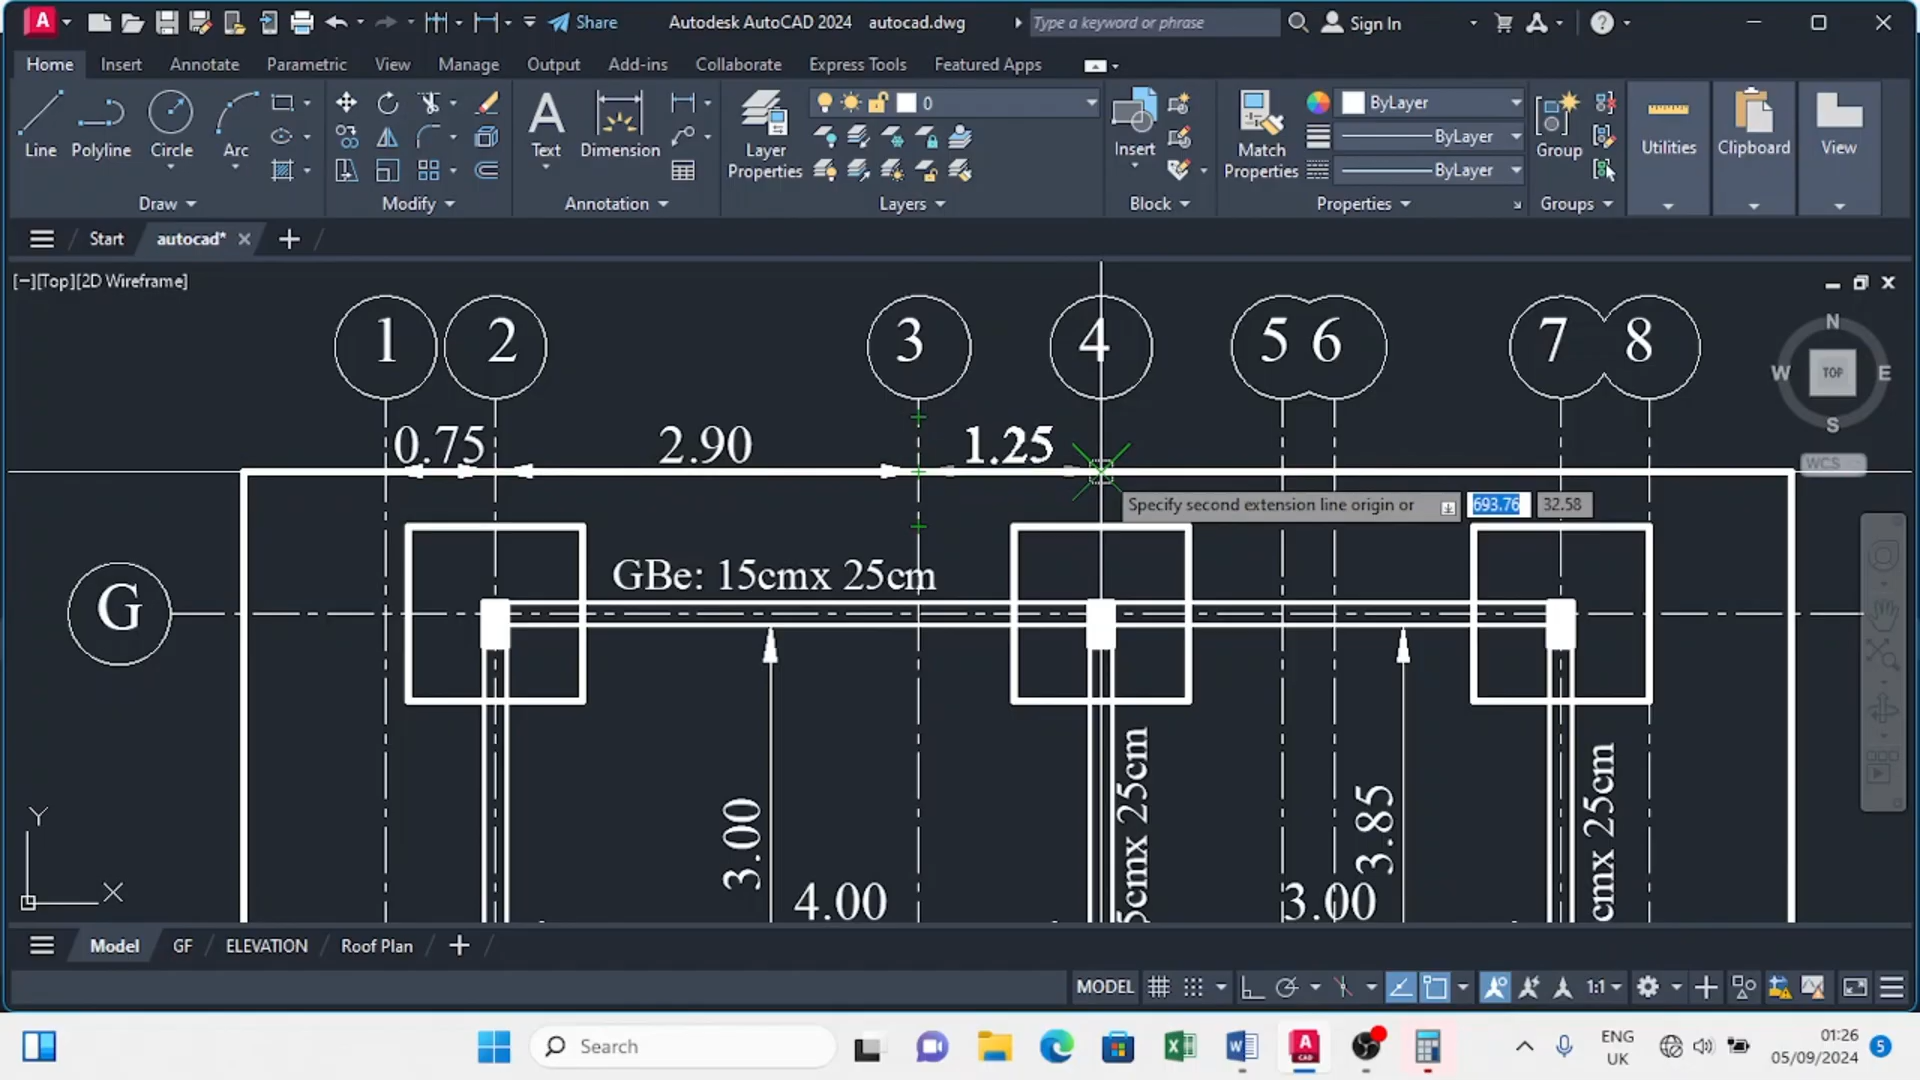 A Share Autodesk AutoCAD 2024 autocad.dwg Type a keyword or phrase Sign In
Home Insert Annotate Parametric View Manage Output Add-ins Collaborate Express Tools Featured Apps
0 ByLayer
ByLayer
Line Polyline Circle Arc Text Dimension Layer Properties Insert Match Properties Group Utilities Clipboard View
ByLayer
Draw Modify Annotation Layers Block Properties Groups
Start autocad*
[−][Top][2D Wireframe]
1 2 3 4 5 6 7 8
N
W TOP E
S
0.75 2.90 1.25
WCS
Specify second extension line origin or 693.76 32.58
GBe: 15cmx 25cm
G
3.00
4.00
5cmx 25cm
3.85
3.00
cmx 25cm
Y
X
Model GF ELEVATION Roof Plan
MODEL 1:1
Search
A CAD
ENG
UK
01:26
05/09/2024
5